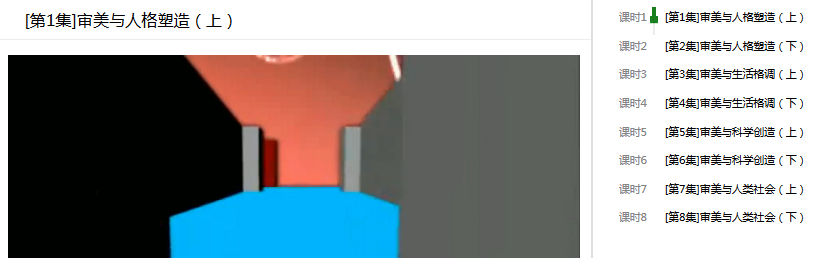 [第1集]审美与人格塑造（上）
课时1 [第1集]审美与人格塑造（上）
课时2 [第2集]审美与人格塑造（下）
课时3 [第3集]审美与生活格调（上）
课时4 [第4集]审美与生活格调（下）
课时5 [第5集]审美与科学创造（上）
课时6 [第6集]审美与科学创造（下）
课时7 [第7集]审美与人类社会（上）
课时8 [第8集]审美与人类社会（下）